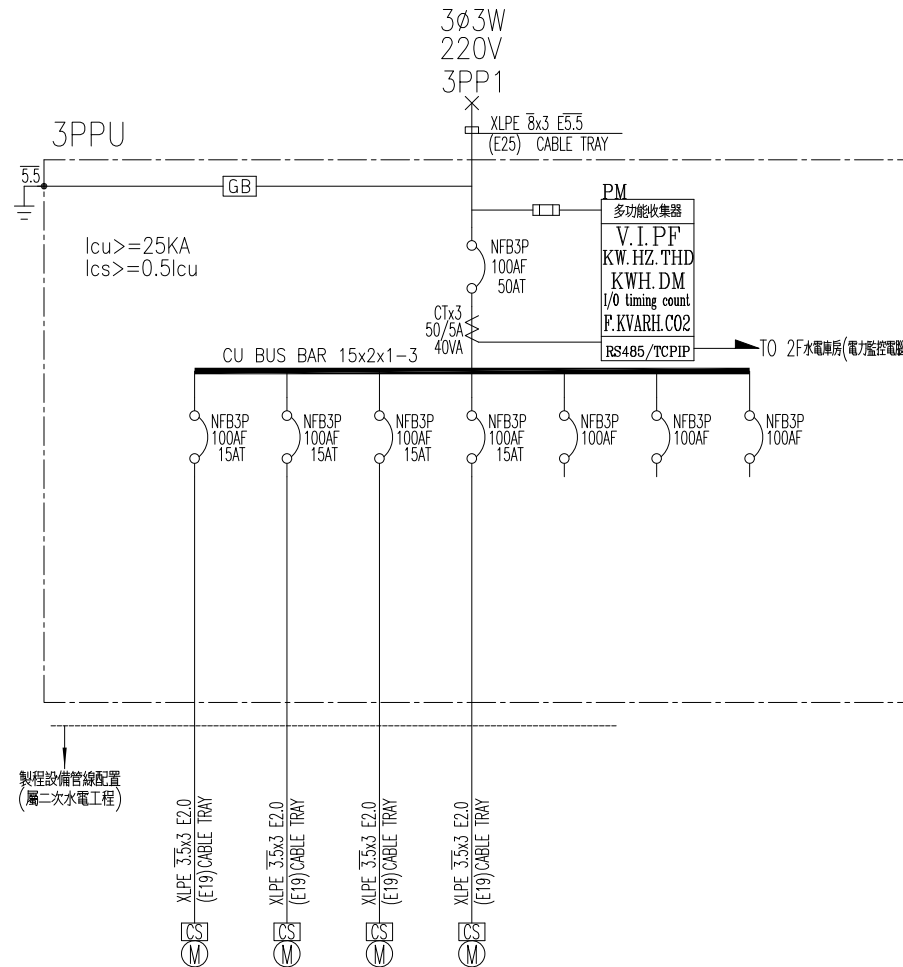 3ø3W
220V
3PP1
XLPE 8x3 E5.5
(E25) CABLE TRAY
3PPU
5.5
GB
Icu>=25KA
Ics>=0.5Icu
PM
多功能收集器
V.I.PF
KW.HZ.THD
KWH.DM
I/0 timing count
F.KVARH.CO2
RS485/TCPIP
NFB3P
100AF
50AT
CTx3
50/5A
40VA
TO 2F水電庫房(電力監控電腦
CU BUS BAR 15x2x1-3
NFB3P
100AF
15AT
NFB3P
100AF
15AT
NFB3P
100AF
15AT
NFB3P
100AF
15AT
NFB3P
100AF
NFB3P
100AF
NFB3P
100AF
製程設備管線配置
(屬二次水電工程)
XLPE 3.5x3 E2.0
(E19)CABLE TRAY
XLPE 3.5x3 E2.0
(E19)CABLE TRAY
XLPE 3.5x3 E2.0
(E19)CABLE TRAY
XLPE 3.5x3 E2.0
(E19)CABLE TRAY
CS
M
CS
M
CS
M
CS
M